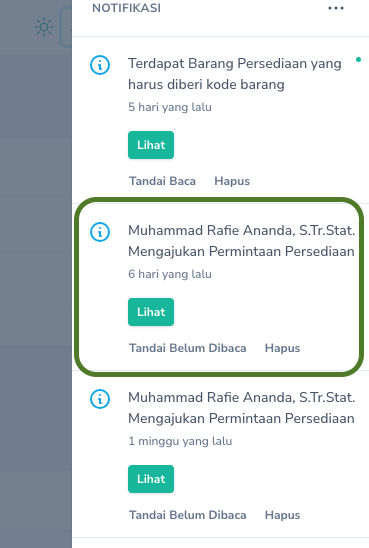 NOTIFIKASI
Terdapat Barang Persediaan yang
harus diberi kode barang
5 hari yang lalu
Lihat
Tandai Baca Hapus
Muhammad Rafie Ananda, S.Tr.Stat.
Mengajukan Permintaan Persediaan
6 hari yang lalu
Lihat
Tandai Belum Dibaca Hapus
Muhammad Rafie Ananda, S.Tr.Stat.
Mengajukan Permintaan Persediaan
1 minggu yang lalu
Lihat
Tandai Belum Dibaca Hapus